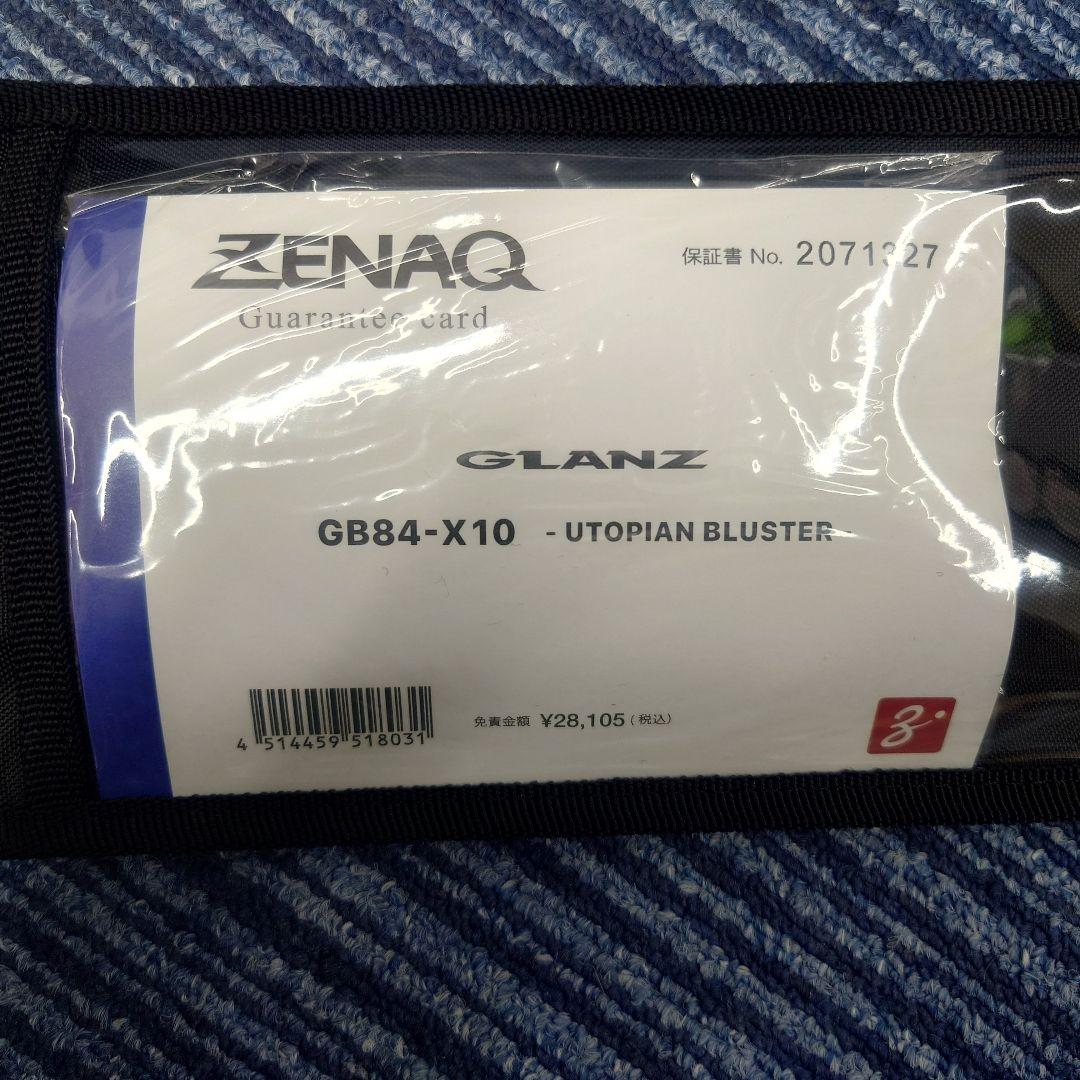 ZENAQ
Guarantee card
保証書 No. 2071327
GLANZ
GB84-X10 - UTOPIAN BLUSTER -
4 514459 518031
免責金額 ¥28,105(税込)